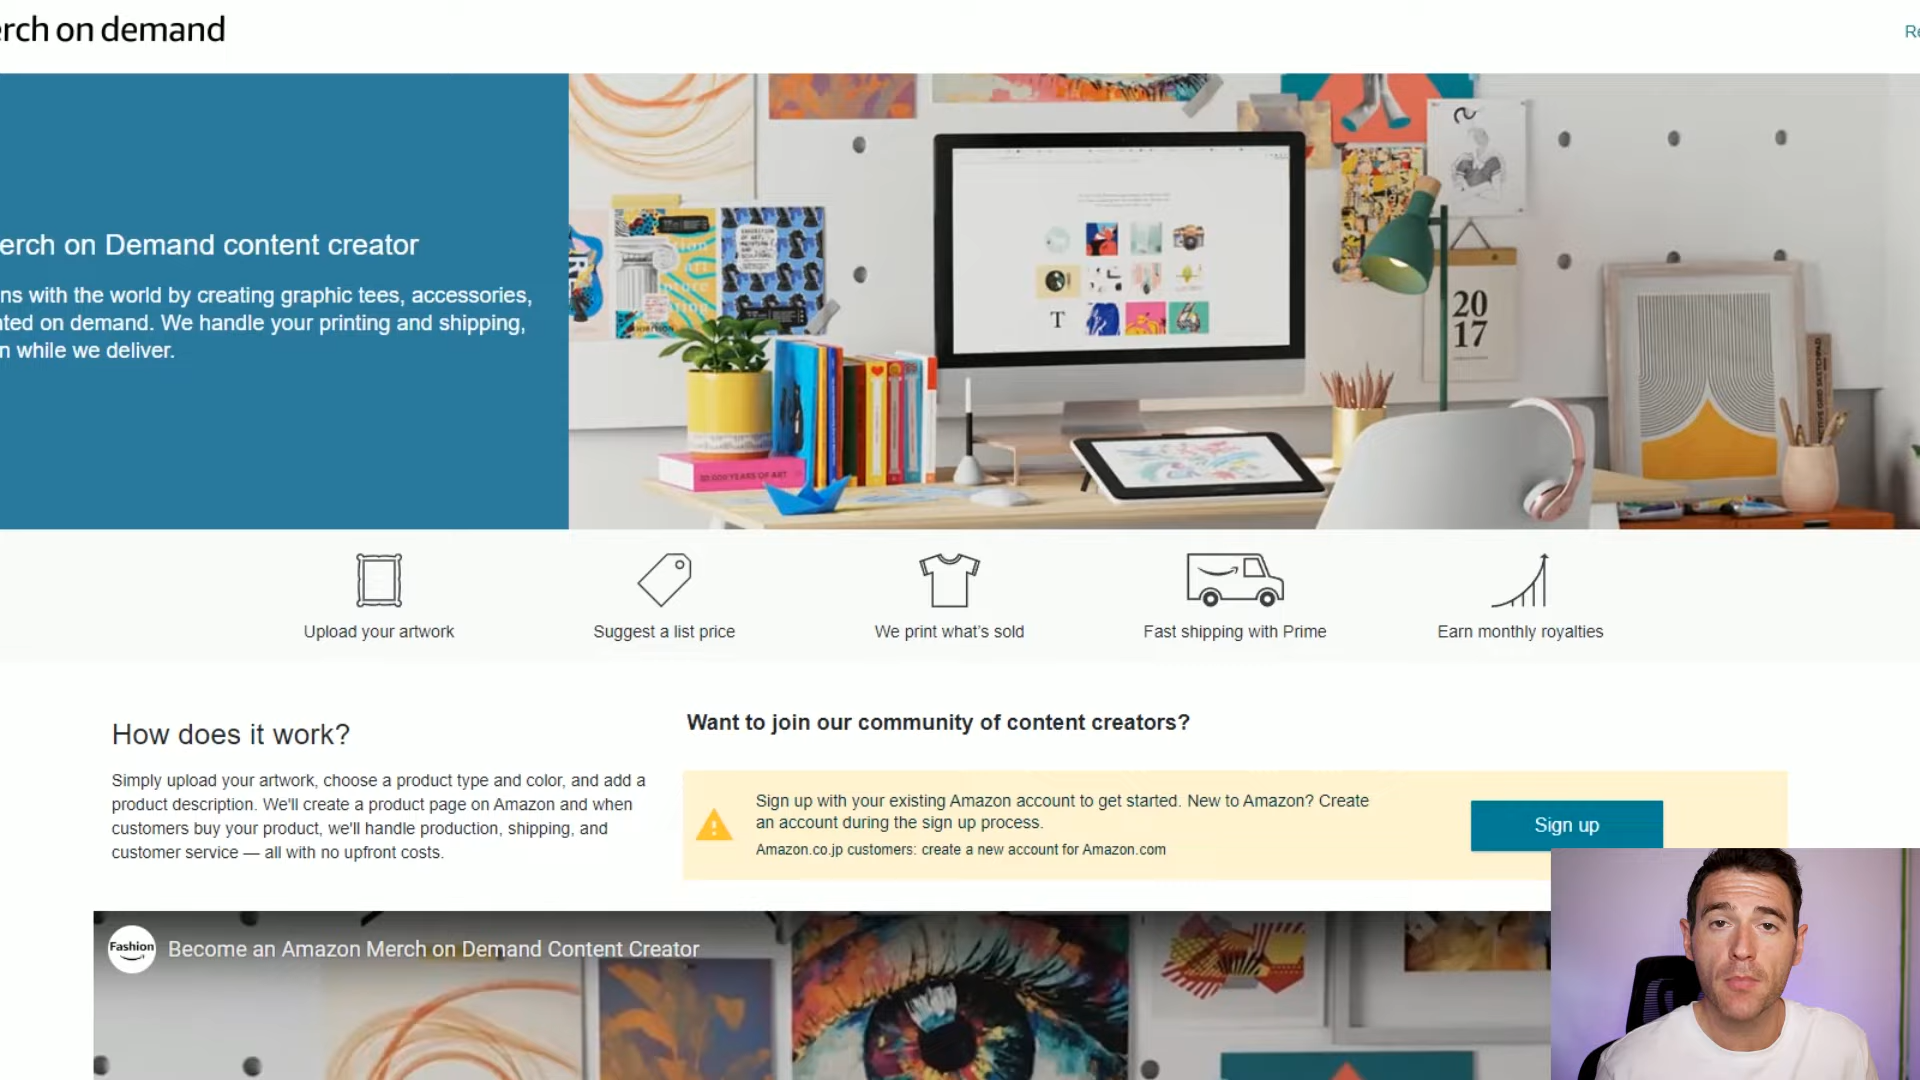 erch on demand
Re
erch on Demand content creator
ns with the world by creating graphic tees, accessories,
ted on demand. We handle your printing and shipping,
n while we deliver.
20
17
T
Upload your artwork
Suggest a list price
We print what's sold
Fast shipping with Prime
Earn monthly royalties
How does it work?
Simply upload your artwork, choose a product type and color, and add a
product description. We'll create a product page on Amazon and when
customers buy your product, we'll handle production, shipping, and
customer service — all with no upfront costs.
Want to join our community of content creators?
Sign up with your existing Amazon account to get started. New to Amazon? Create
an account during the sign up process.
Amazon.co.jp customers: create a new account for Amazon.com
Sign up
Fashion
Become an Amazon Merch on Demand Content Creator